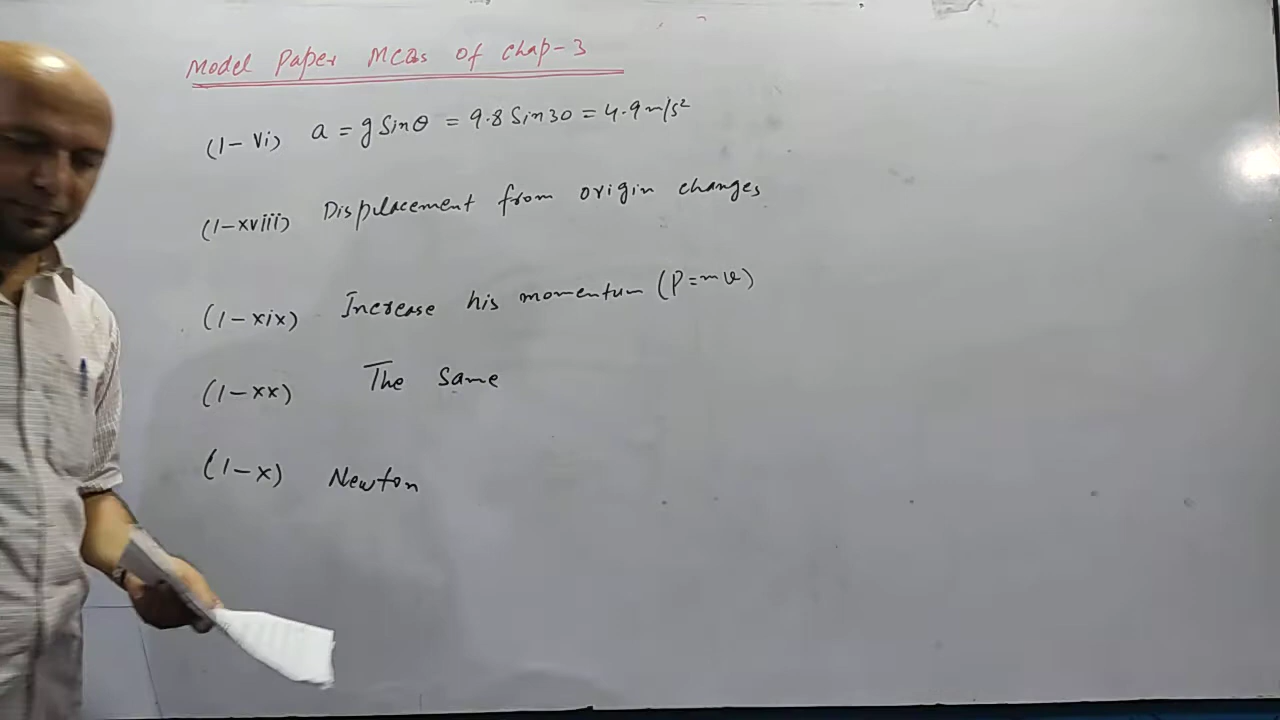 Model Paper MCQs of Chap-3
(1-vi) a = g Sinθ = 9.8 Sin30 = 4.9 m/s²
(1-xviii) Displacement from origin changes
(1-xix) Increase his momentum (P=mv)
(1-xx) The Same
(1-x) Newton